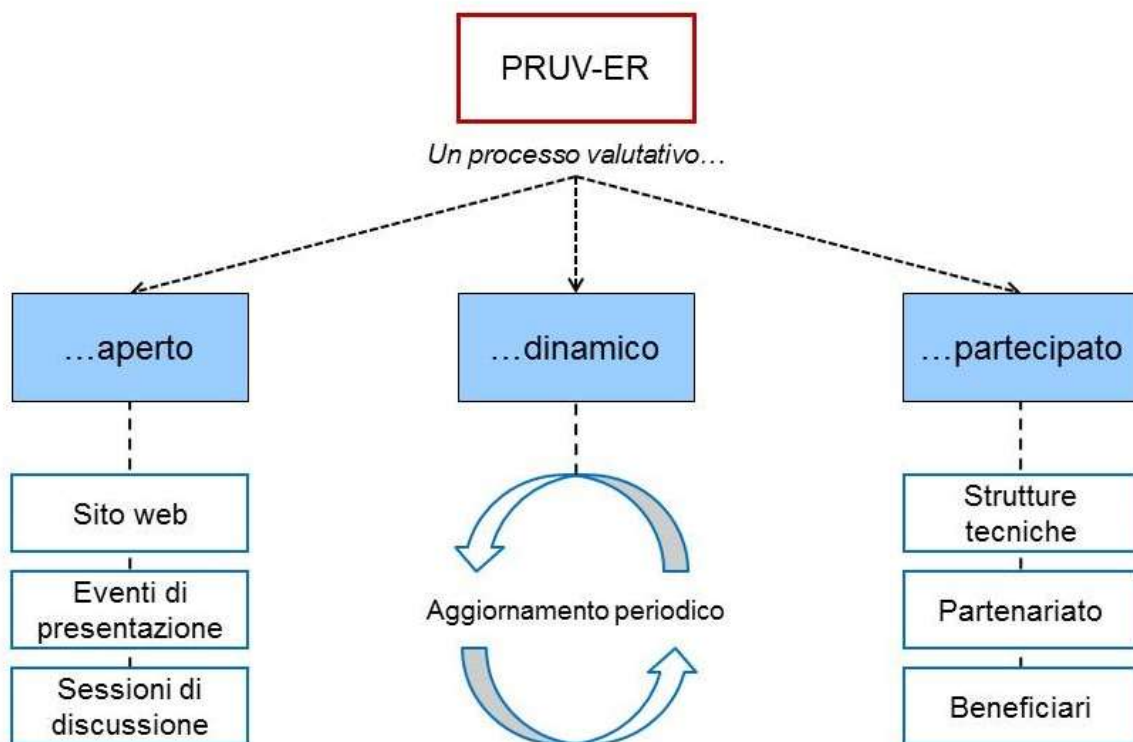 PRUV-ER
Un processo valutativo…
…aperto
…dinamico
…partecipato
Sito web
Eventi di
presentazione
Sessioni di
discussione
Aggiornamento periodico
Strutture
tecniche
Partenariato
Beneficiari